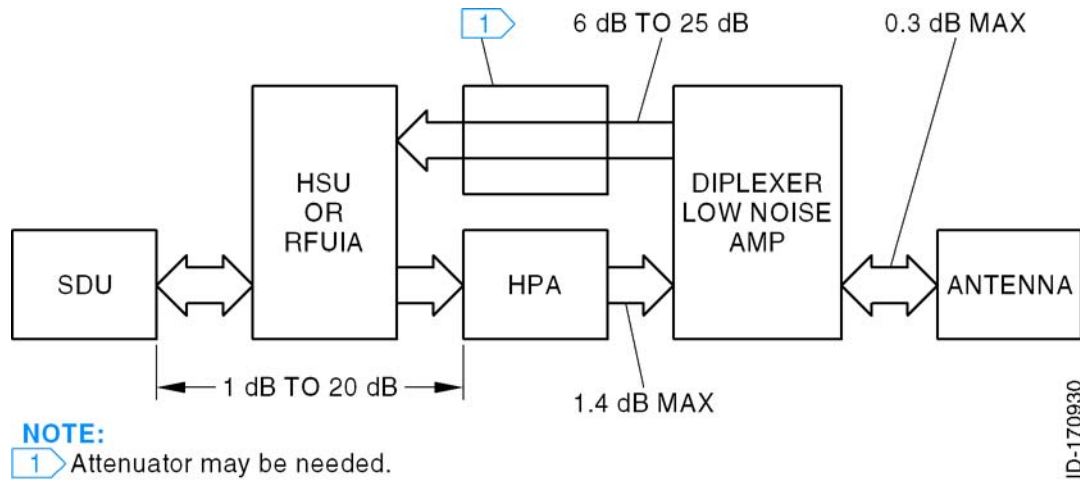 1
6 dB TO 25 dB
0.3 dB MAX
HSU
OR
RFUIA
DIPLEXER
LOW NOISE
AMP
SDU
HPA
ANTENNA
1 dB TO 20 dB
1.4 dB MAX
NOTE:
1 Attenuator may be needed.
ID-170930